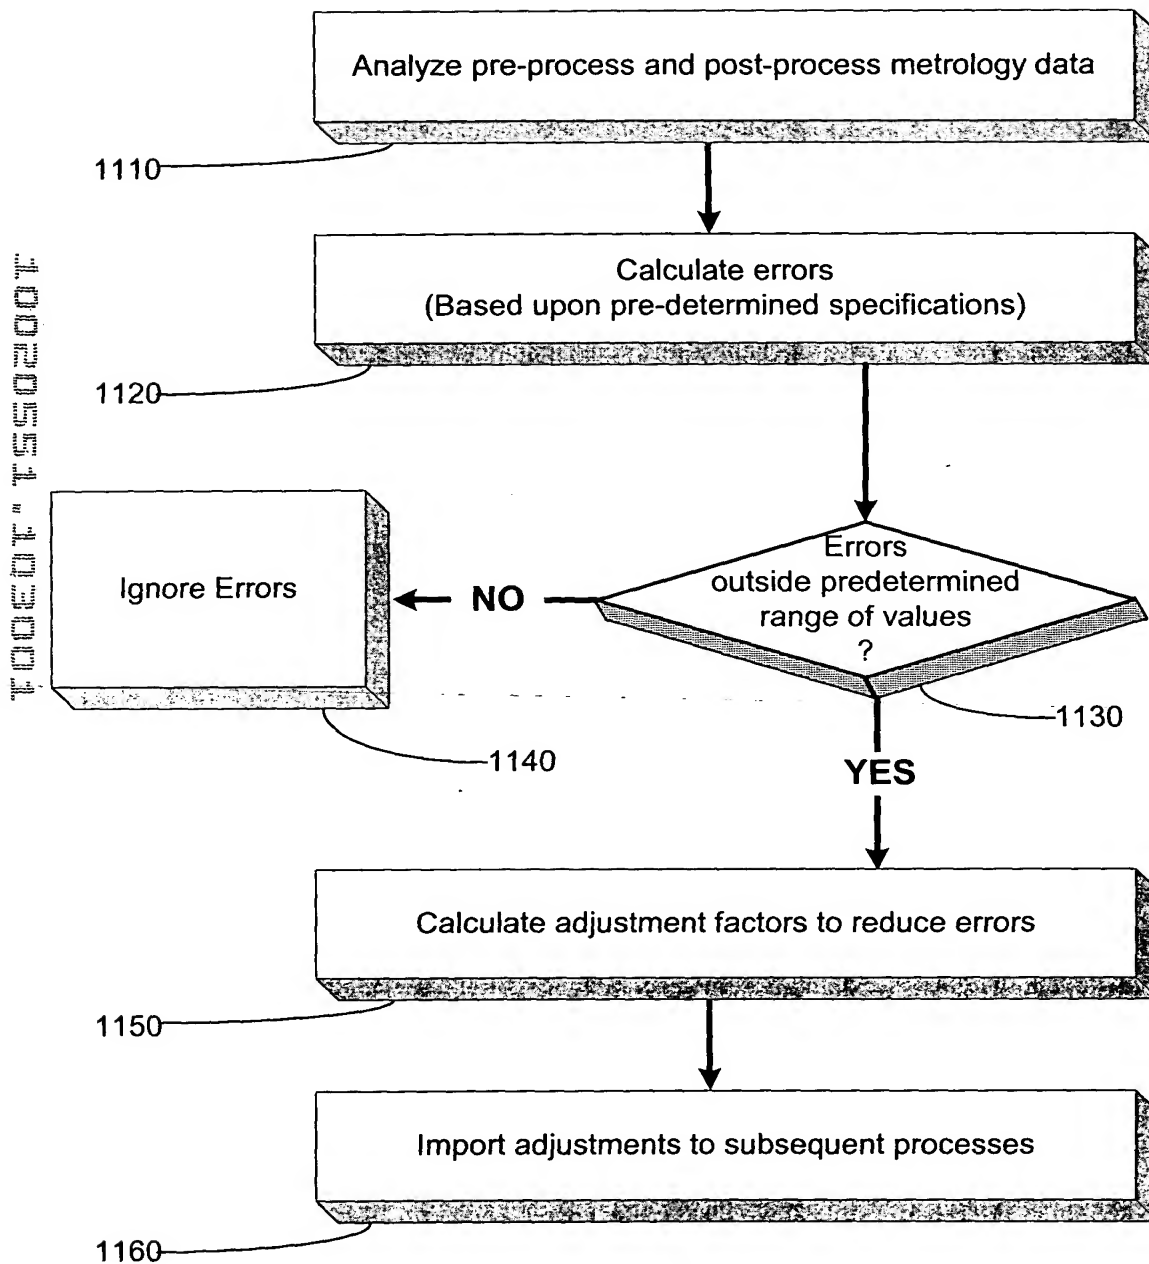 Analyze pre-process and post-process metrology data
1110
Calculate errors
(Based upon pre-determined specifications)
1120
10020551.103001
Errors
outside predetermined
range of values
?
NO
Ignore Errors
1130
1140
YES
Calculate adjustment factors to reduce errors
1150
Import adjustments to subsequent processes
1160